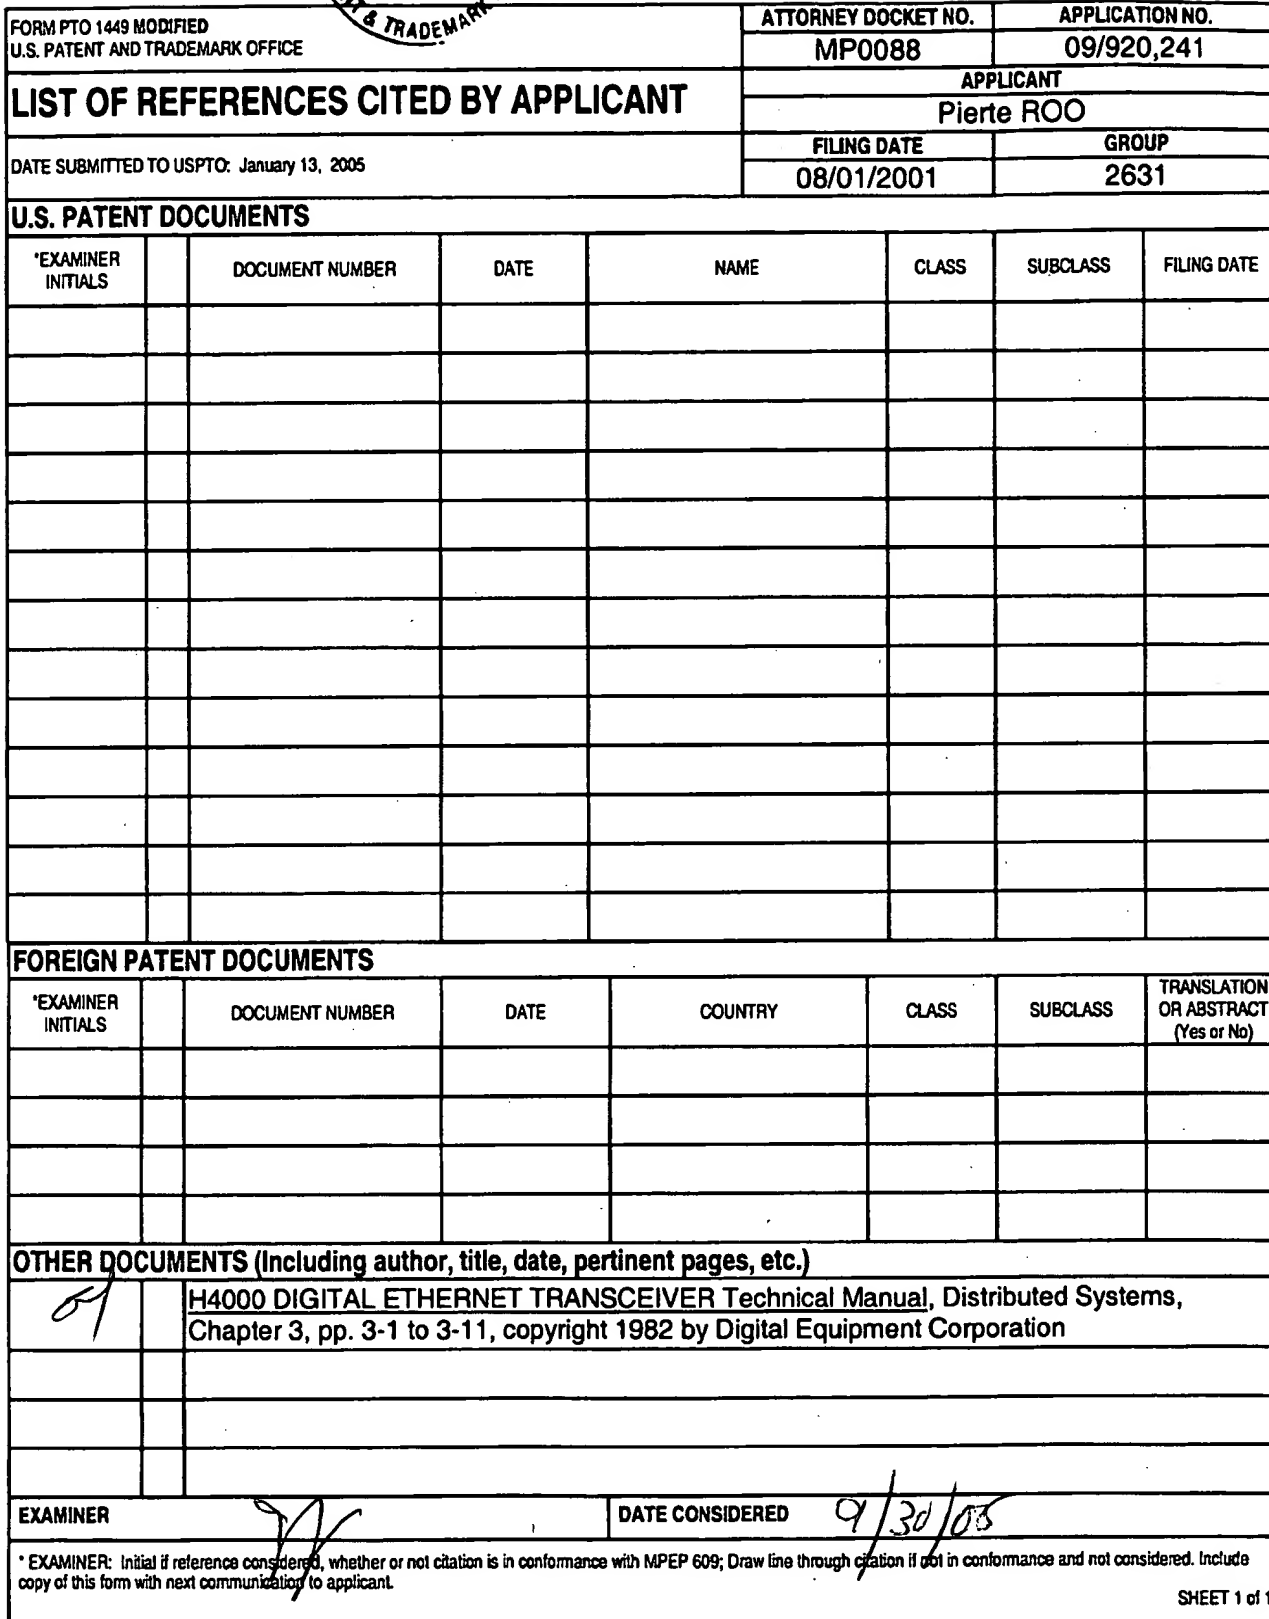 & TRADEMARK
FORM PTO 1449 MODIFIED
U.S. PATENT AND TRADEMARK OFFICE
ATTORNEY DOCKET NO.
APPLICATION NO.
MP0088
09/920,241
LIST OF REFERENCES CITED BY APPLICANT
APPLICANT
Pierte ROO
DATE SUBMITTED TO USPTO: January 13, 2005
FILING DATE
GROUP
08/01/2001
2631
U.S. PATENT DOCUMENTS
*EXAMINER
INITIALS
DOCUMENT NUMBER
DATE
NAME
CLASS
SUBCLASS
FILING DATE
FOREIGN PATENT DOCUMENTS
*EXAMINER
INITIALS
DOCUMENT NUMBER
DATE
COUNTRY
CLASS
SUBCLASS
TRANSLATION
OR ABSTRACT
(Yes or No)
OTHER DOCUMENTS (Including author, title, date, pertinent pages, etc.)
H4000 DIGITAL ETHERNET TRANSCEIVER Technical Manual, Distributed Systems,
Chapter 3, pp. 3-1 to 3-11, copyright 1982 by Digital Equipment Corporation
EXAMINER
DATE CONSIDERED 9/30/05
* EXAMINER: Initial if reference considered, whether or not citation is in conformance with MPEP 609; Draw line through citation if not in conformance and not considered. Include
copy of this form with next communication to applicant.
SHEET 1 of 1